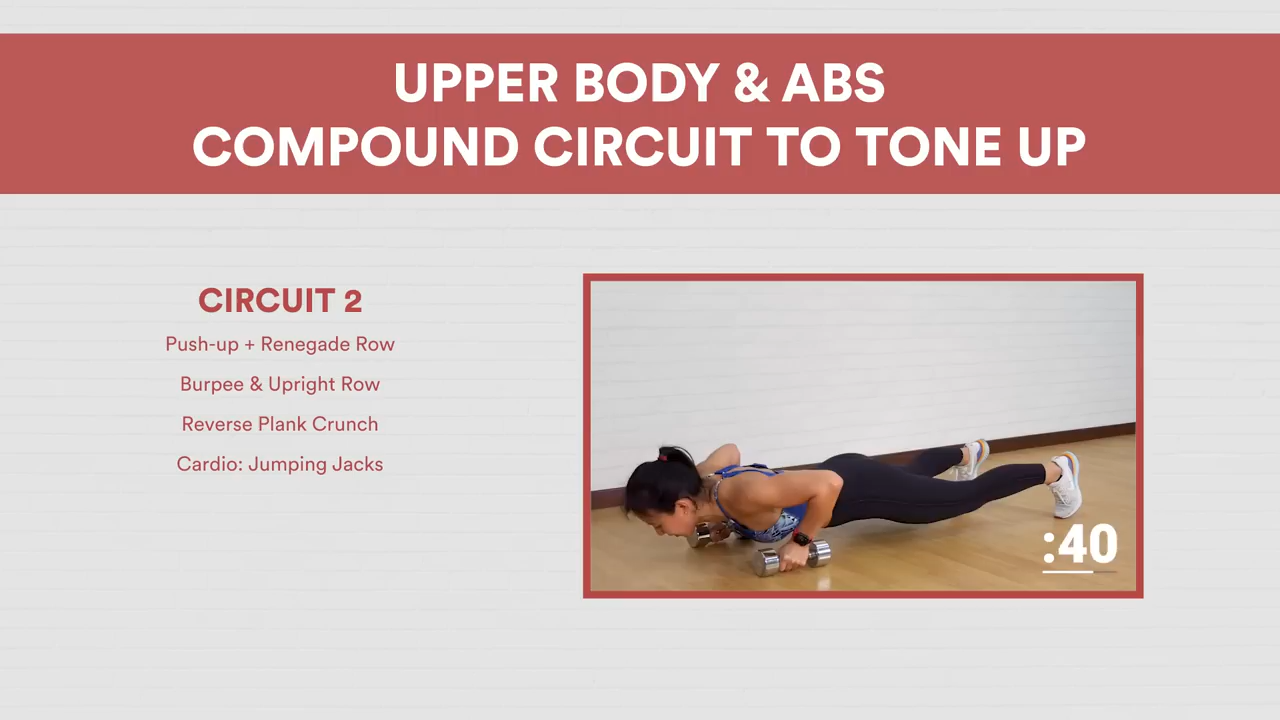 UPPER BODY & ABS
COMPOUND CIRCUIT TO TONE UP
CIRCUIT 2
Push-up + Renegade Row
Burpee & Upright Row
Reverse Plank Crunch
Cardio: Jumping Jacks
:40